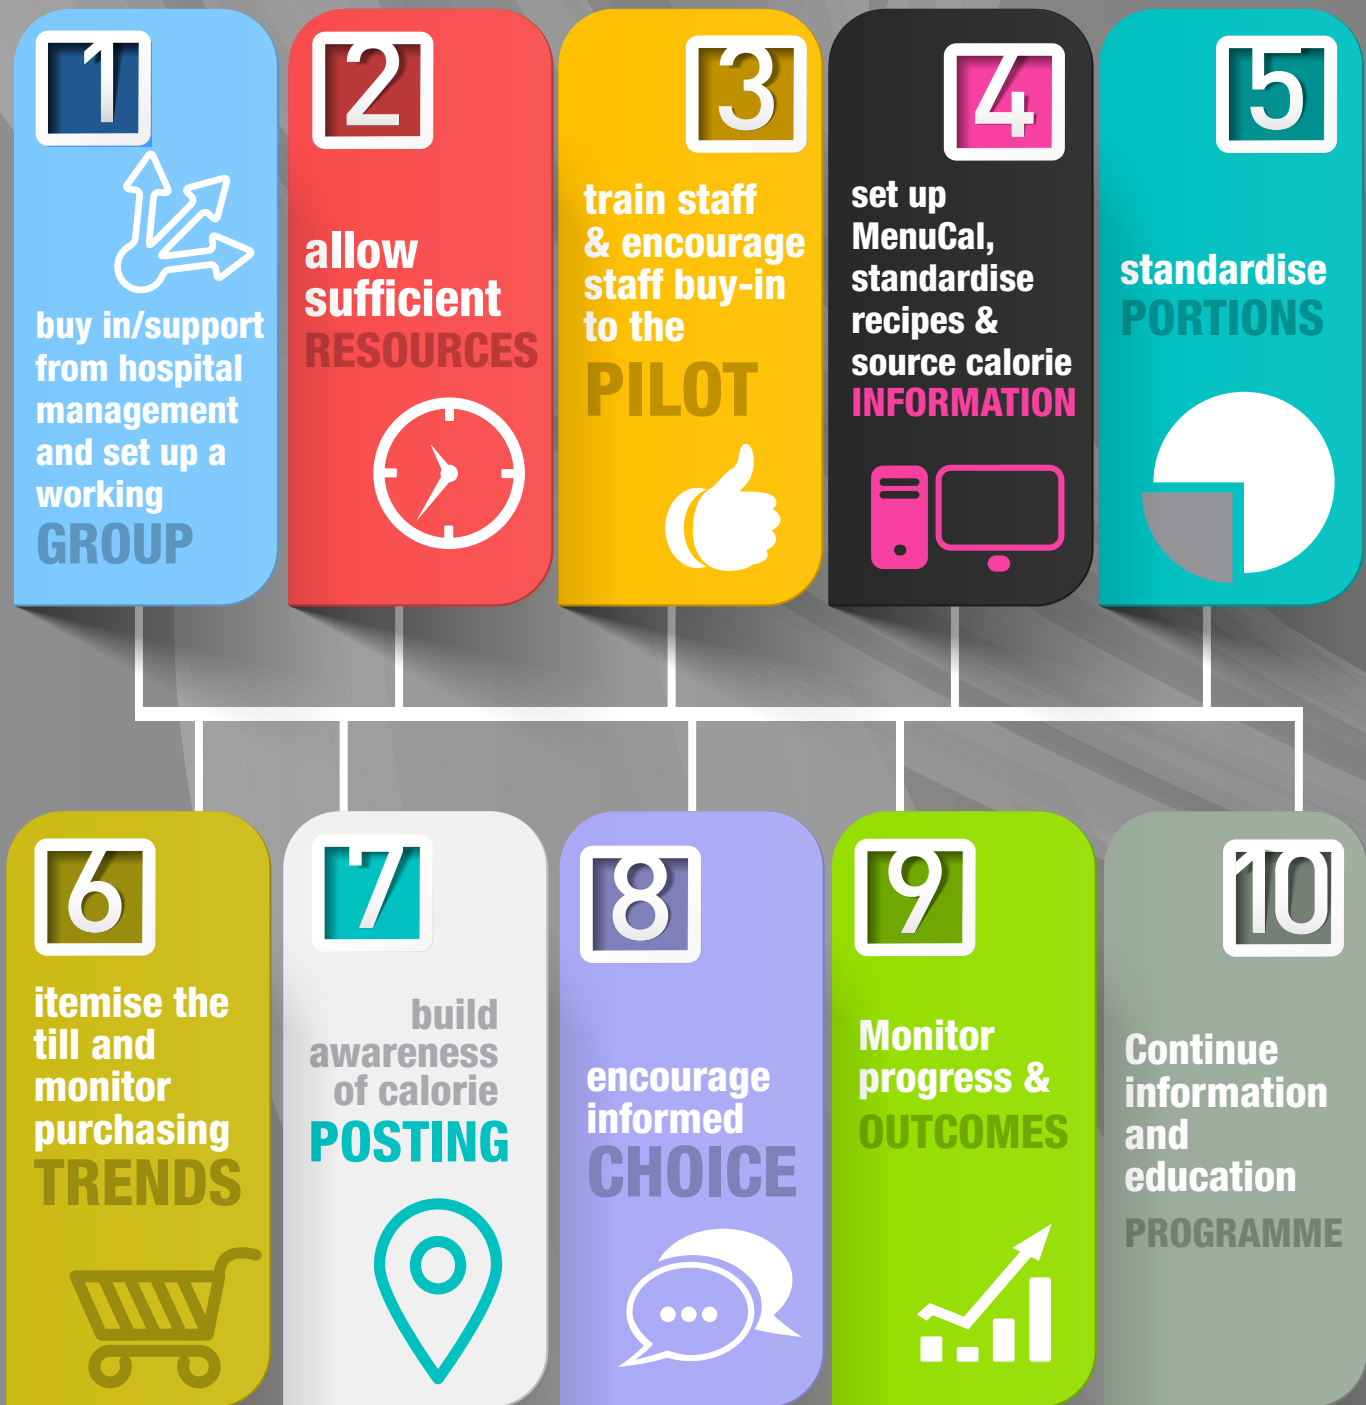 1
buy in/support
from hospital
management
and set up a
working
GROUP
2
allow
sufficient
RESOURCES
3
train staff
& encourage
staff buy-in
to the
PILOT
4
set up
MenuCal,
standardise
recipes &
source calorie
INFORMATION
5
standardise
PORTIONS
6
itemise the
till and
monitor
purchasing
TRENDS
7
build
awareness
of calorie
POSTING
8
encourage
informed
CHOICE
9
Monitor
progress &
OUTCOMES
10
Continue
information
and
education
PROGRAMME